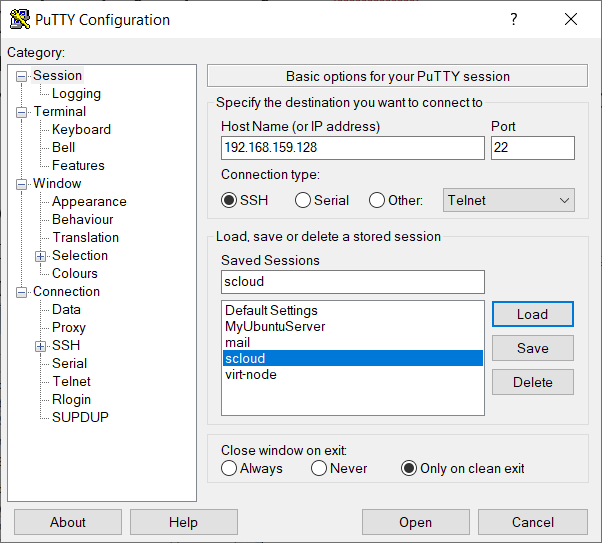 PuTTY Configuration
?
Category:
Session
Logging
Terminal
Keyboard
Bell
Features
Window
Appearance
Behaviour
Translation
Selection
Colours
Connection
Data
Proxy
SSH
Serial
Telnet
Rlogin
SUPDUP
Basic options for your PuTTY session
Specify the destination you want to connect to
Host Name (or IP address) Port
192.168.159.128 22
Connection type:
SSH Serial Other: Telnet
Load, save or delete a stored session
Saved Sessions
scloud
Default Settings
MyUbuntuServer
mail
scloud
virt-node
Load
Save
Delete
Close window on exit:
Always Never Only on clean exit
About Help Open Cancel